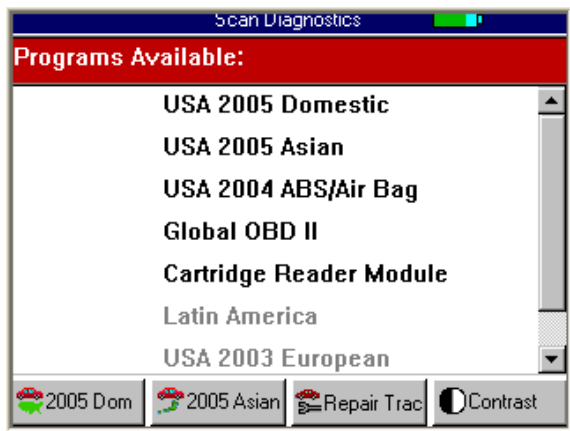 Scan Diagnostics
Programs Available:
USA 2005 Domestic
USA 2005 Asian
USA 2004 ABS/Air Bag
Global OBD II
Cartridge Reader Module
Latin America
USA 2003 European
2005 Dom
2005 Asian
Repair Trac
Contrast